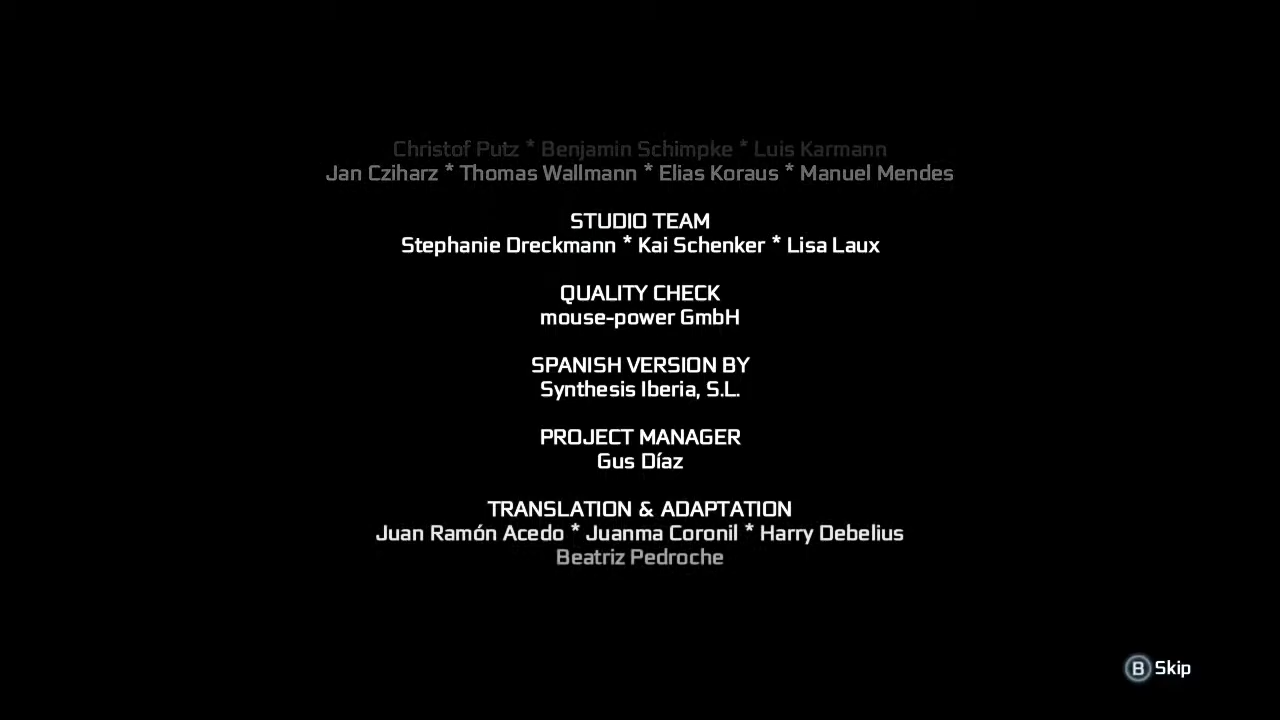 Christof Putz * Benjamin Schimpke * Luis Karmann
Jan Cziharz * Thomas Wallmann * Elias Koraus * Manuel Mendes
STUDIO TEAM
Stephanie Dreckmann * Kai Schenker * Lisa Laux
QUALITY CHECK
mouse-power GmbH
SPANISH VERSION BY
Synthesis Iberia, S.L.
PROJECT MANAGER
Gus Díaz
TRANSLATION & ADAPTATION
Juan Ramón Acedo * Juanma Coronil * Harry Debelius
Beatriz Pedroche
B Skip